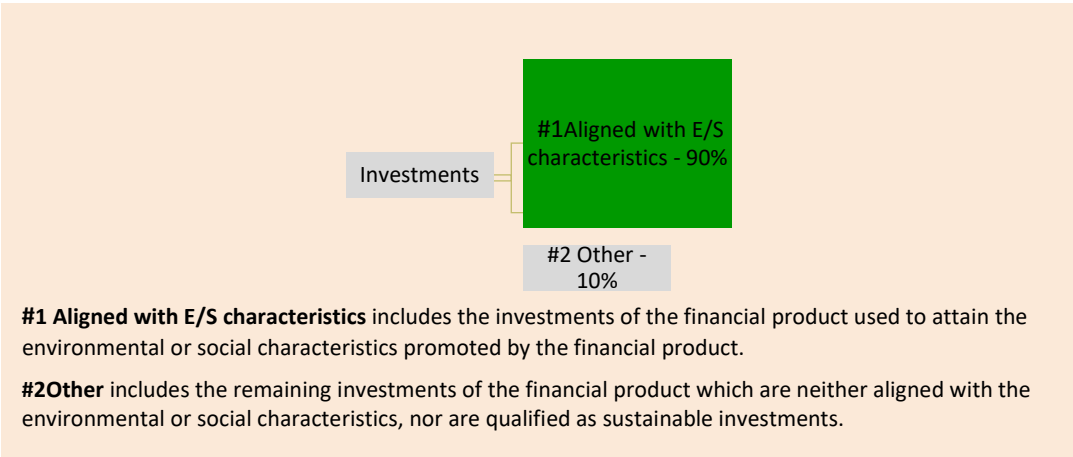 #1Aligned with E/S
characteristics - 90%
Investments
#2 Other -
10%
#1 Aligned with E/S characteristics includes the investments of the financial product used to attain the
environmental or social characteristics promoted by the financial product.
#2Other includes the remaining investments of the financial product which are neither aligned with the
environmental or social characteristics, nor are qualified as sustainable investments.